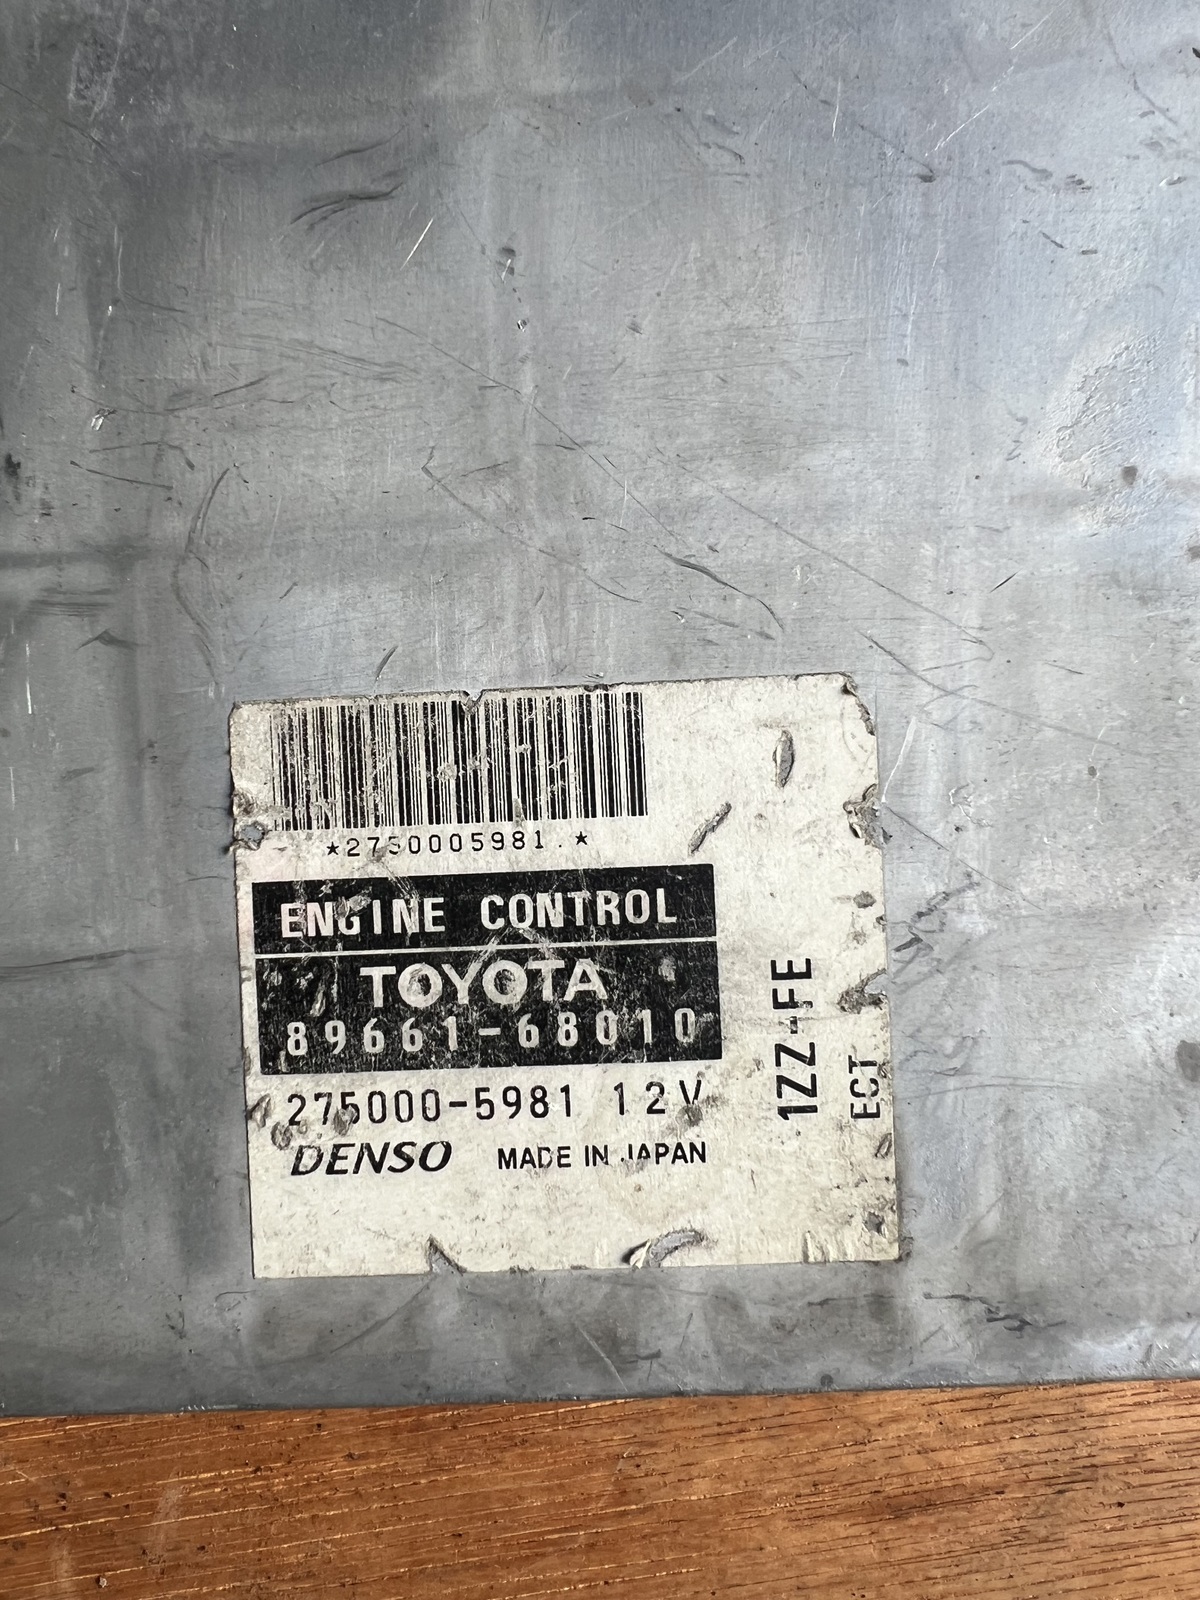 ★2750005981.★
ENGINE CONTROL
TOYOTA
89661-68010
275000-5981 12V
DENSO MADE IN JAPAN
1ZZ-FE
ECT